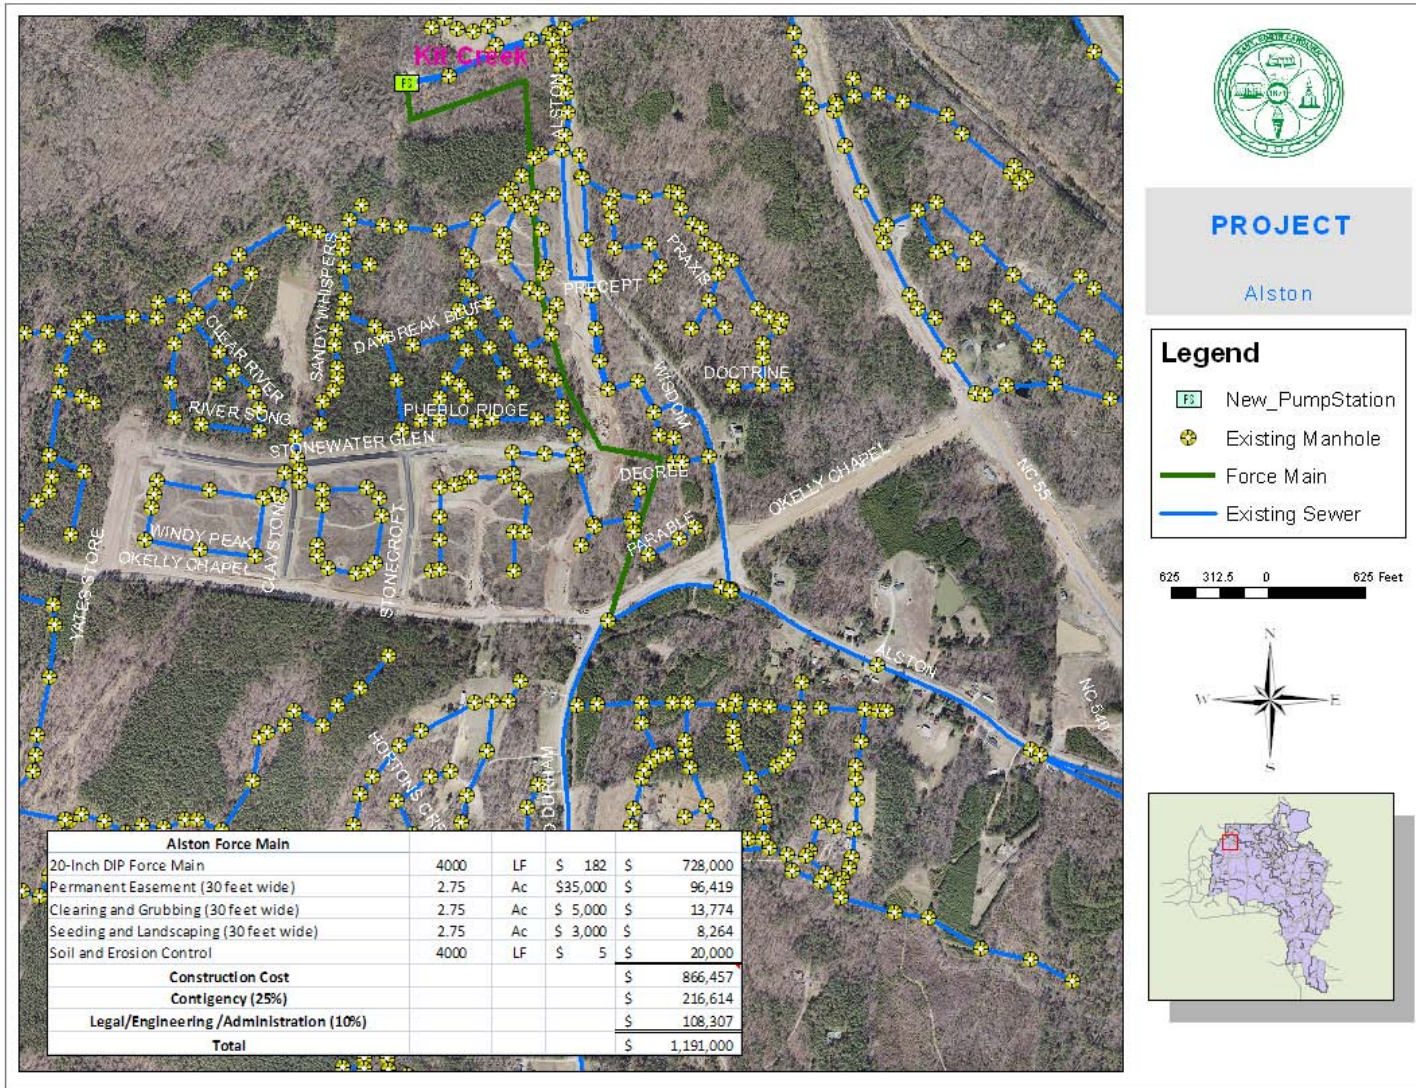 Kit Creek
PS
ALSTON
SANDY WHISPERS
PRECEPT
PRAXIS
CLEAR RIVER
DAYBREAK BLUFF
WISDOM
DOCTRINE
RIVER SONG
PUEBLO RIDGE
STONEWATER GLEN
DECREE
OKELLY CHAPEL
NC 55
WINDY PEAK
CLAYSTONE
PARABLE
OKELLY CHAPEL
YATES STORE
STONECROFT
ALSTON
NC 540
HORTONS CRE
DURHAM
Alston Force Main
20-Inch DIP Force Main 4000 LF $ 182 $ 728,000
Permanent Easement (30 feet wide) 2.75 Ac $35,000 $ 96,419
Clearing and Grubbing (30 feet wide) 2.75 Ac $ 5,000 $ 13,774
Seeding and Landscaping (30 feet wide) 2.75 Ac $ 3,000 $ 8,264
Soil and Erosion Control 4000 LF $ 5 $ 20,000
Construction Cost $ 866,457
Contigency (25%) $ 216,614
Legal/Engineering /Administration (10%) $ 108,307
Total $ 1,191,000
1871
PROJECT
Alston
Legend
PS New_PumpStation
Existing Manhole
Force Main
Existing Sewer
625 312.5 0 625 Feet
N
W E
S